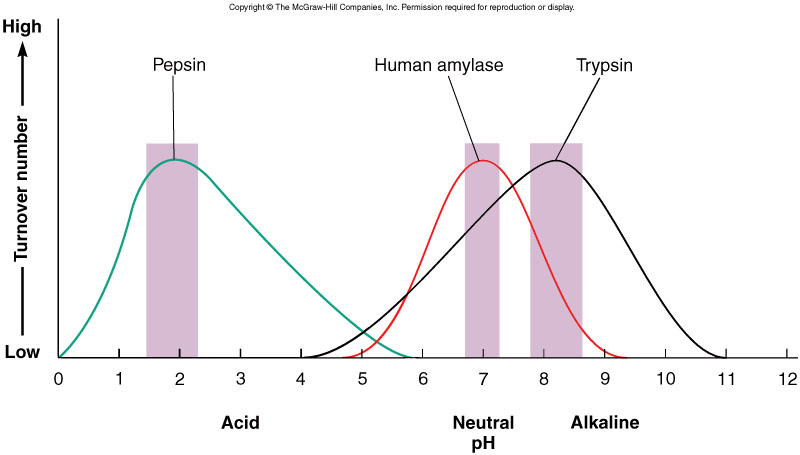 Copyright © The McGraw-Hill Companies, Inc. Permission required for reproduction or display.
High
Pepsin
Human amylase
Trypsin
Turnover number
Low
0 1 2 3 4 5 6 7 8 9 10 11 12
Acid
Neutral
pH
Alkaline